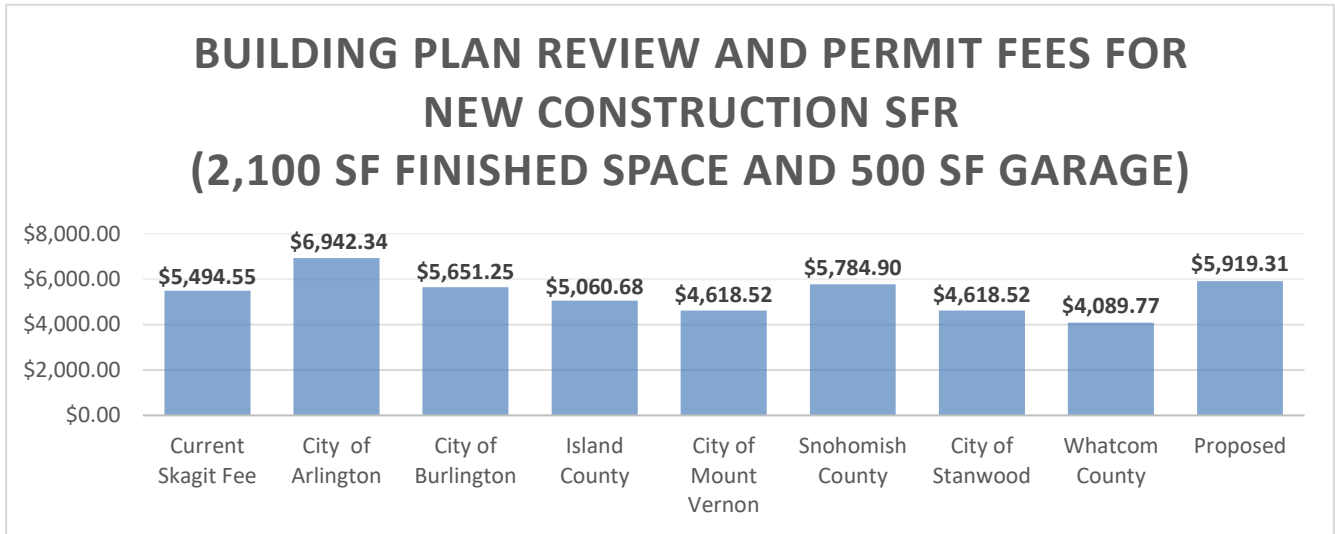 BUILDING PLAN REVIEW AND PERMIT FEES FOR
NEW CONSTRUCTION SFR
(2,100 SF FINISHED SPACE AND 500 SF GARAGE)
$8,000.00
$6,000.00
$4,000.00
$2,000.00
$0.00
$5,494.55
$6,942.34
$5,651.25
$5,060.68
$4,618.52
$5,784.90
$4,618.52
$4,089.77
$5,919.31
Current
Skagit Fee
City of
Arlington
City of
Burlington
Island
County
City of
Mount
Vernon
Snohomish
County
City of
Stanwood
Whatcom
County
Proposed